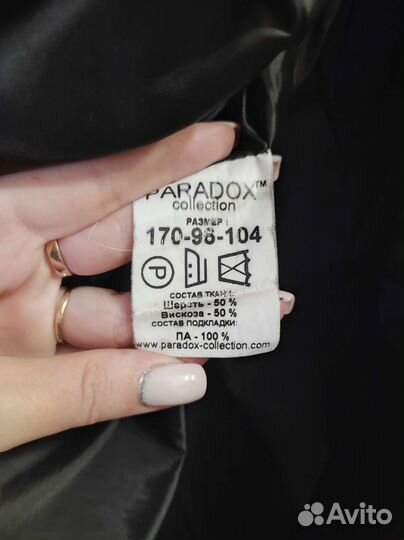 PARADOX™
collection
РАЗМЕР :
170-98-104
P
СОСТАВ ТКАНИ:
Шерсть - 50 %
Вискоза - 50 %
СОСТАВ ПОДКЛАДКИ:
ПА - 100 %
www.paradox-collection.com
Avito